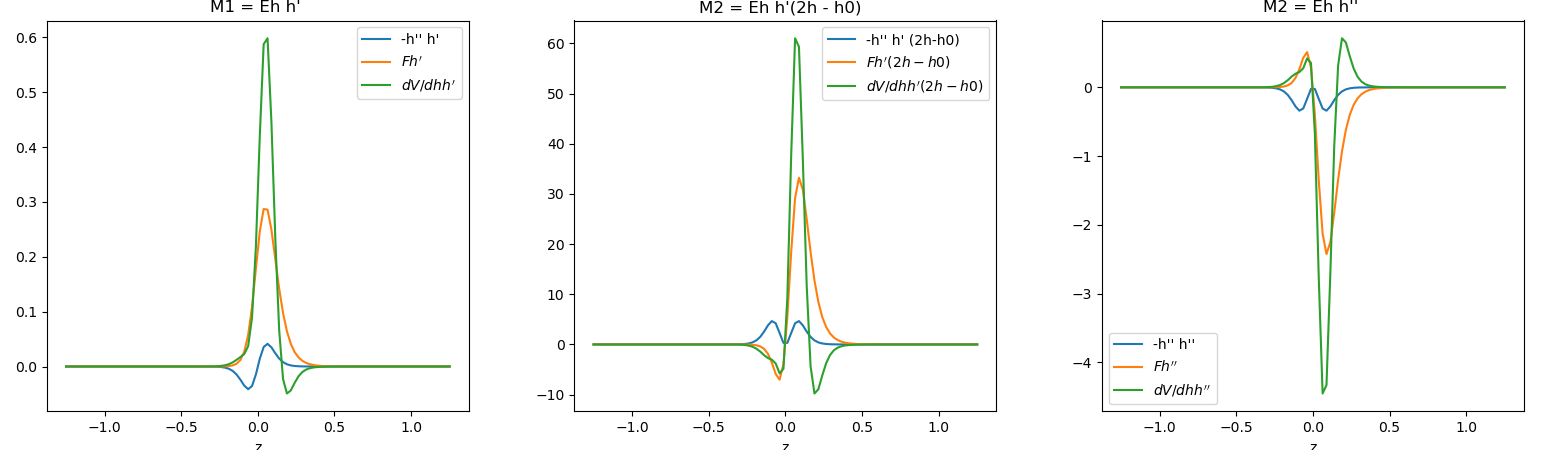 M1 = Eh h'
0.6
0.5
0.4
0.3
0.2
0.1
0.0
-h'' h'
Fh′
dV/dhh′
−1.0 −0.5 0.0 0.5 1.0
z
M2 = Eh h'(2h - h0)
60
50
40
30
20
10
0
−10
-h'' h' (2h-h0)
Fh′(2h − h0)
dV/dhh′(2h − h0)
−1.0 −0.5 0.0 0.5 1.0
z
M2 = Eh h''
0
−1
−2
−3
−4
-h'' h''
Fh′′
dV/dhh′′
−1.0 −0.5 0.0 0.5 1.0
z